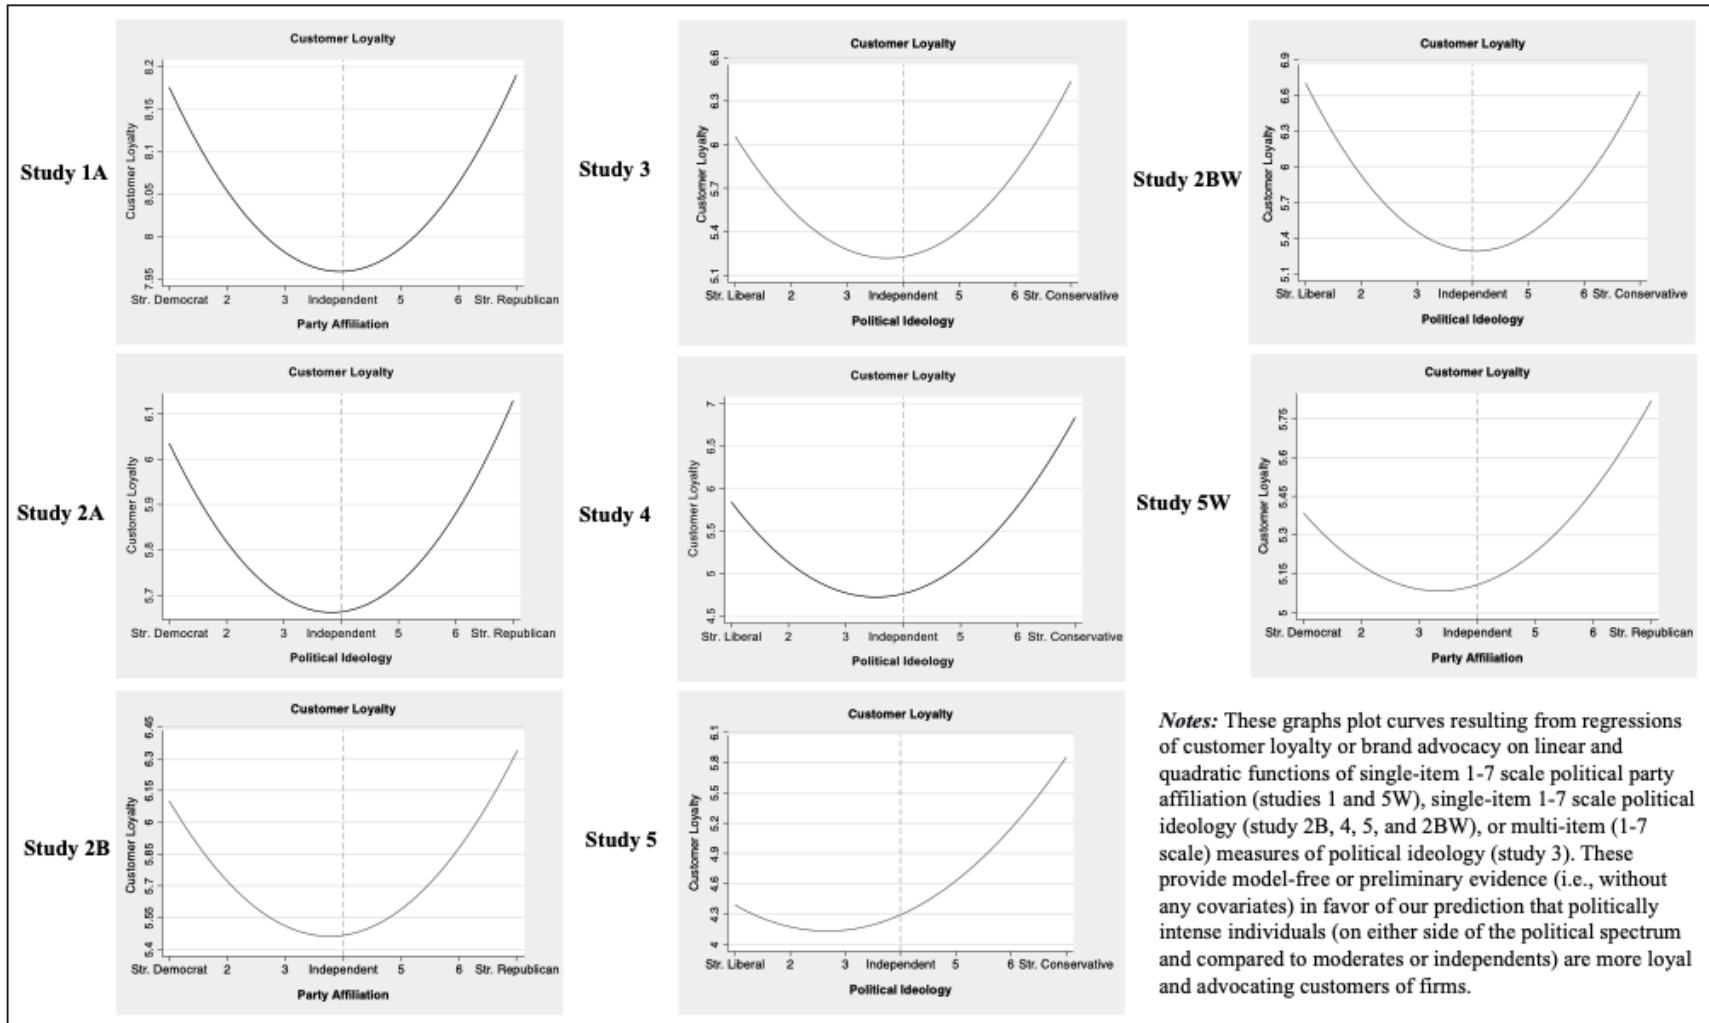 Study 1A
Customer Loyalty
Customer Loyalty
8.2
8.15
8.1
8.05
8
7.95
Str. Democrat 2 3 Independent 5 6 Str. Republican
Party Affiliation
Study 3
Customer Loyalty
Customer Loyalty
6.6
6.3
6
5.7
5.4
5.1
Str. Liberal 2 3 Independent 5 6 Str. Conservative
Political Ideology
Study 2BW
Customer Loyalty
Customer Loyalty
6.9
6.6
6.3
6
5.7
5.4
5.1
Str. Liberal 2 3 Independent 5 6 Str. Conservative
Political Ideology
Study 2A
Customer Loyalty
Customer Loyalty
6.1
6
5.9
5.8
5.7
Str. Democrat 2 3 Independent 5 6 Str. Republican
Political Ideology
Study 4
Customer Loyalty
Customer Loyalty
7
6.5
6
5.5
5
4.5
Str. Liberal 2 3 Independent 5 6 Str. Conservative
Political Ideology
Study 5W
Customer Loyalty
Customer Loyalty
5.75
5.6
5.45
5.3
5.15
5
Str. Democrat 2 3 Independent 5 6 Str. Republican
Party Affiliation
Study 2B
Customer Loyalty
Customer Loyalty
6.45
6.3
6.15
6
5.85
5.7
5.55
5.4
Str. Democrat 2 3 Independent 5 6 Str. Republican
Party Affiliation
Study 5
Customer Loyalty
Customer Loyalty
6.1
5.8
5.5
5.2
4.9
4.6
4.3
4
Str. Liberal 2 3 Independent 5 6 Str. Conservative
Political Ideology
Notes: These graphs plot curves resulting from regressions
of customer loyalty or brand advocacy on linear and
quadratic functions of single-item 1-7 scale political party
affiliation (studies 1 and 5W), single-item 1-7 scale political
ideology (study 2B, 4, 5, and 2BW), or multi-item (1-7
scale) measures of political ideology (study 3). These
provide model-free or preliminary evidence (i.e., without
any covariates) in favor of our prediction that politically
intense individuals (on either side of the political spectrum
and compared to moderates or independents) are more loyal
and advocating customers of firms.